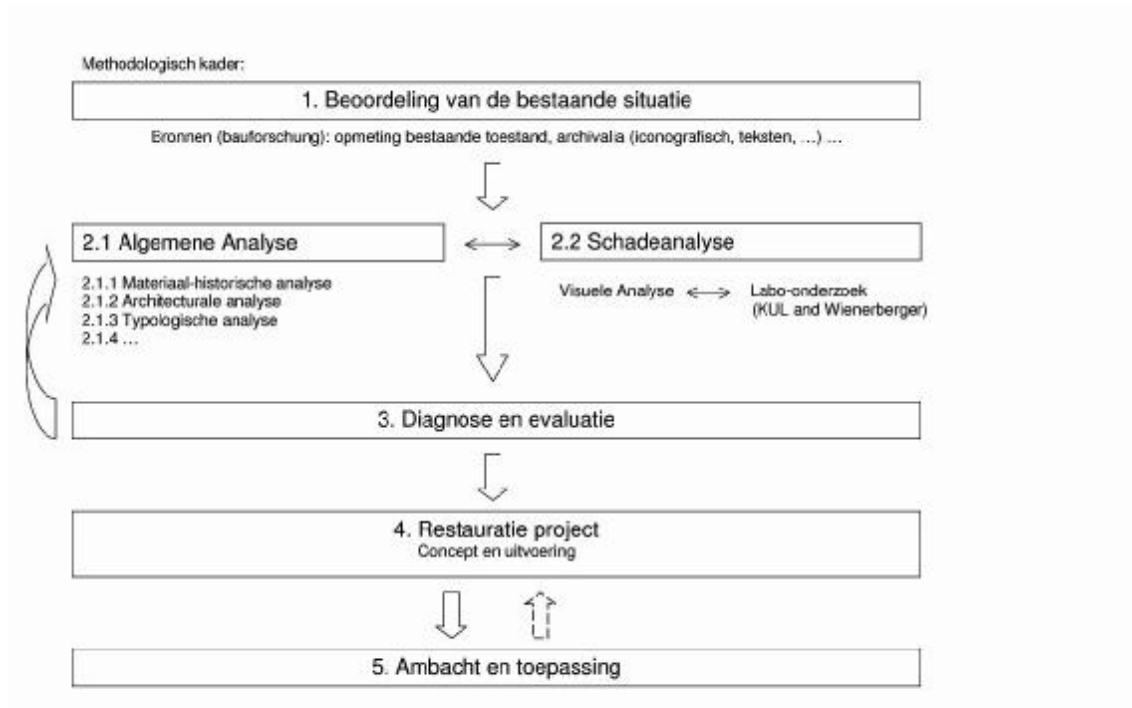 Methodologisch kader:
1. Beoordeling van de bestaande situatie
Bronnen (bauforschung): opmeting bestaande toestand, archivalia (iconografisch, teksten, ...) ...
2.1 Algemene Analyse
2.2 Schadeanalyse
2.1.1 Materiaal-historische analyse
2.1.2 Architecturale analyse
2.1.3 Typologische analyse
2.1.4 ...
Visuele Analyse
Labo-onderzoek
(KUL and Wienerberger)
3. Diagnose en evaluatie
4. Restauratie project
Concept en uitvoering
5. Ambacht en toepassing